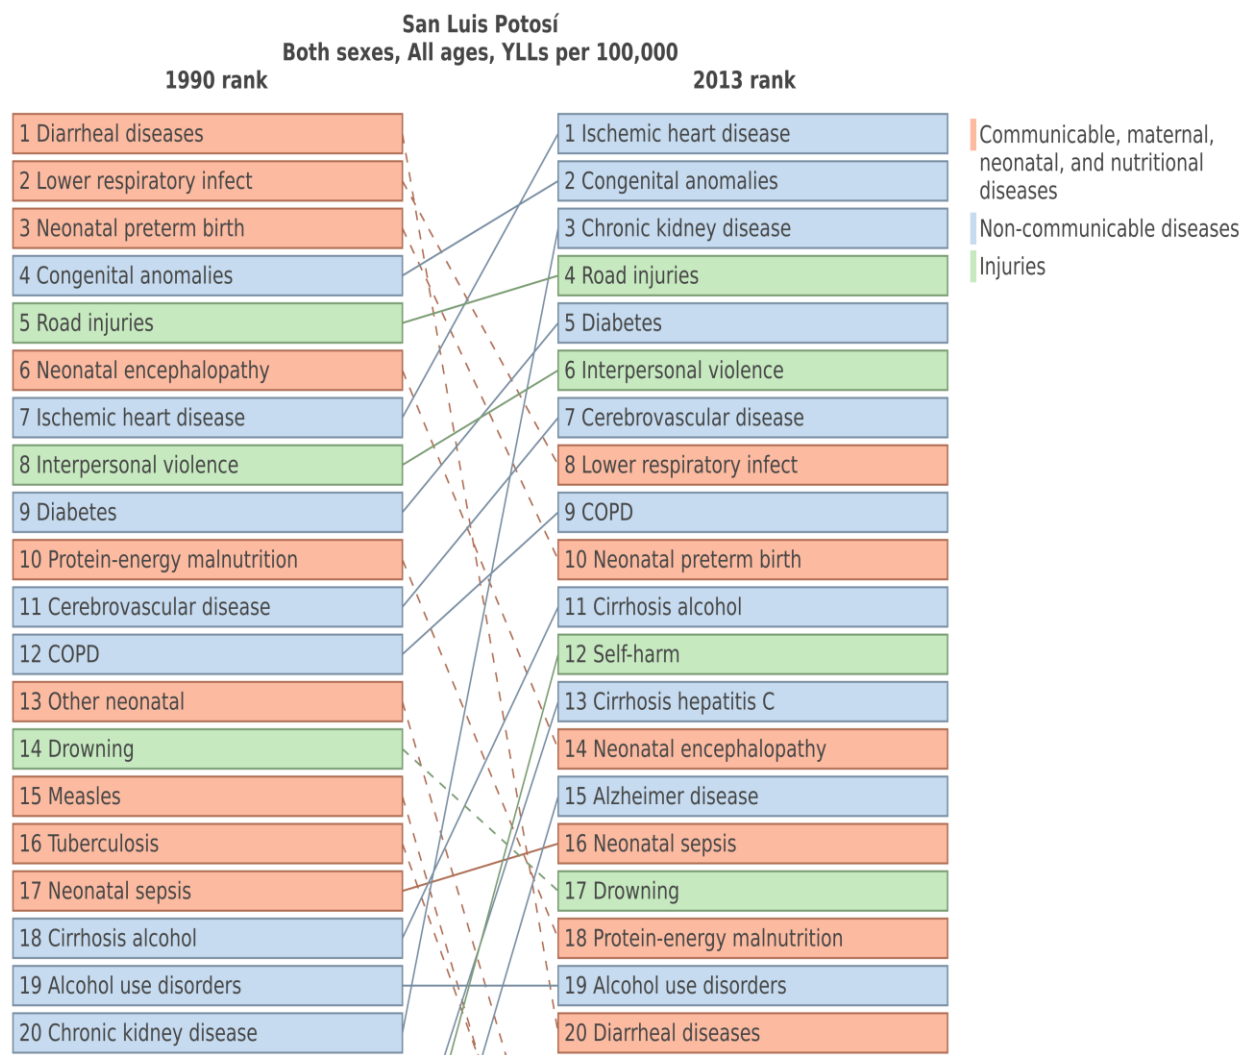 San Luis Potosí
Both sexes, All ages, YLLs per 100,000
1990 rank
2013 rank
1 Diarrheal diseases
2 Lower respiratory infect
3 Neonatal preterm birth
4 Congenital anomalies
5 Road injuries
6 Neonatal encephalopathy
7 Ischemic heart disease
8 Interpersonal violence
9 Diabetes
10 Protein-energy malnutrition
11 Cerebrovascular disease
12 COPD
13 Other neonatal
14 Drowning
15 Measles
16 Tuberculosis
17 Neonatal sepsis
18 Cirrhosis alcohol
19 Alcohol use disorders
20 Chronic kidney disease
1 Ischemic heart disease
2 Congenital anomalies
3 Chronic kidney disease
4 Road injuries
5 Diabetes
6 Interpersonal violence
7 Cerebrovascular disease
8 Lower respiratory infect
9 COPD
10 Neonatal preterm birth
11 Cirrhosis alcohol
12 Self-harm
13 Cirrhosis hepatitis C
14 Neonatal encephalopathy
15 Alzheimer disease
16 Neonatal sepsis
17 Drowning
18 Protein-energy malnutrition
19 Alcohol use disorders
20 Diarrheal diseases
Communicable, maternal,
neonatal, and nutritional
diseases
Non-communicable diseases
Injuries